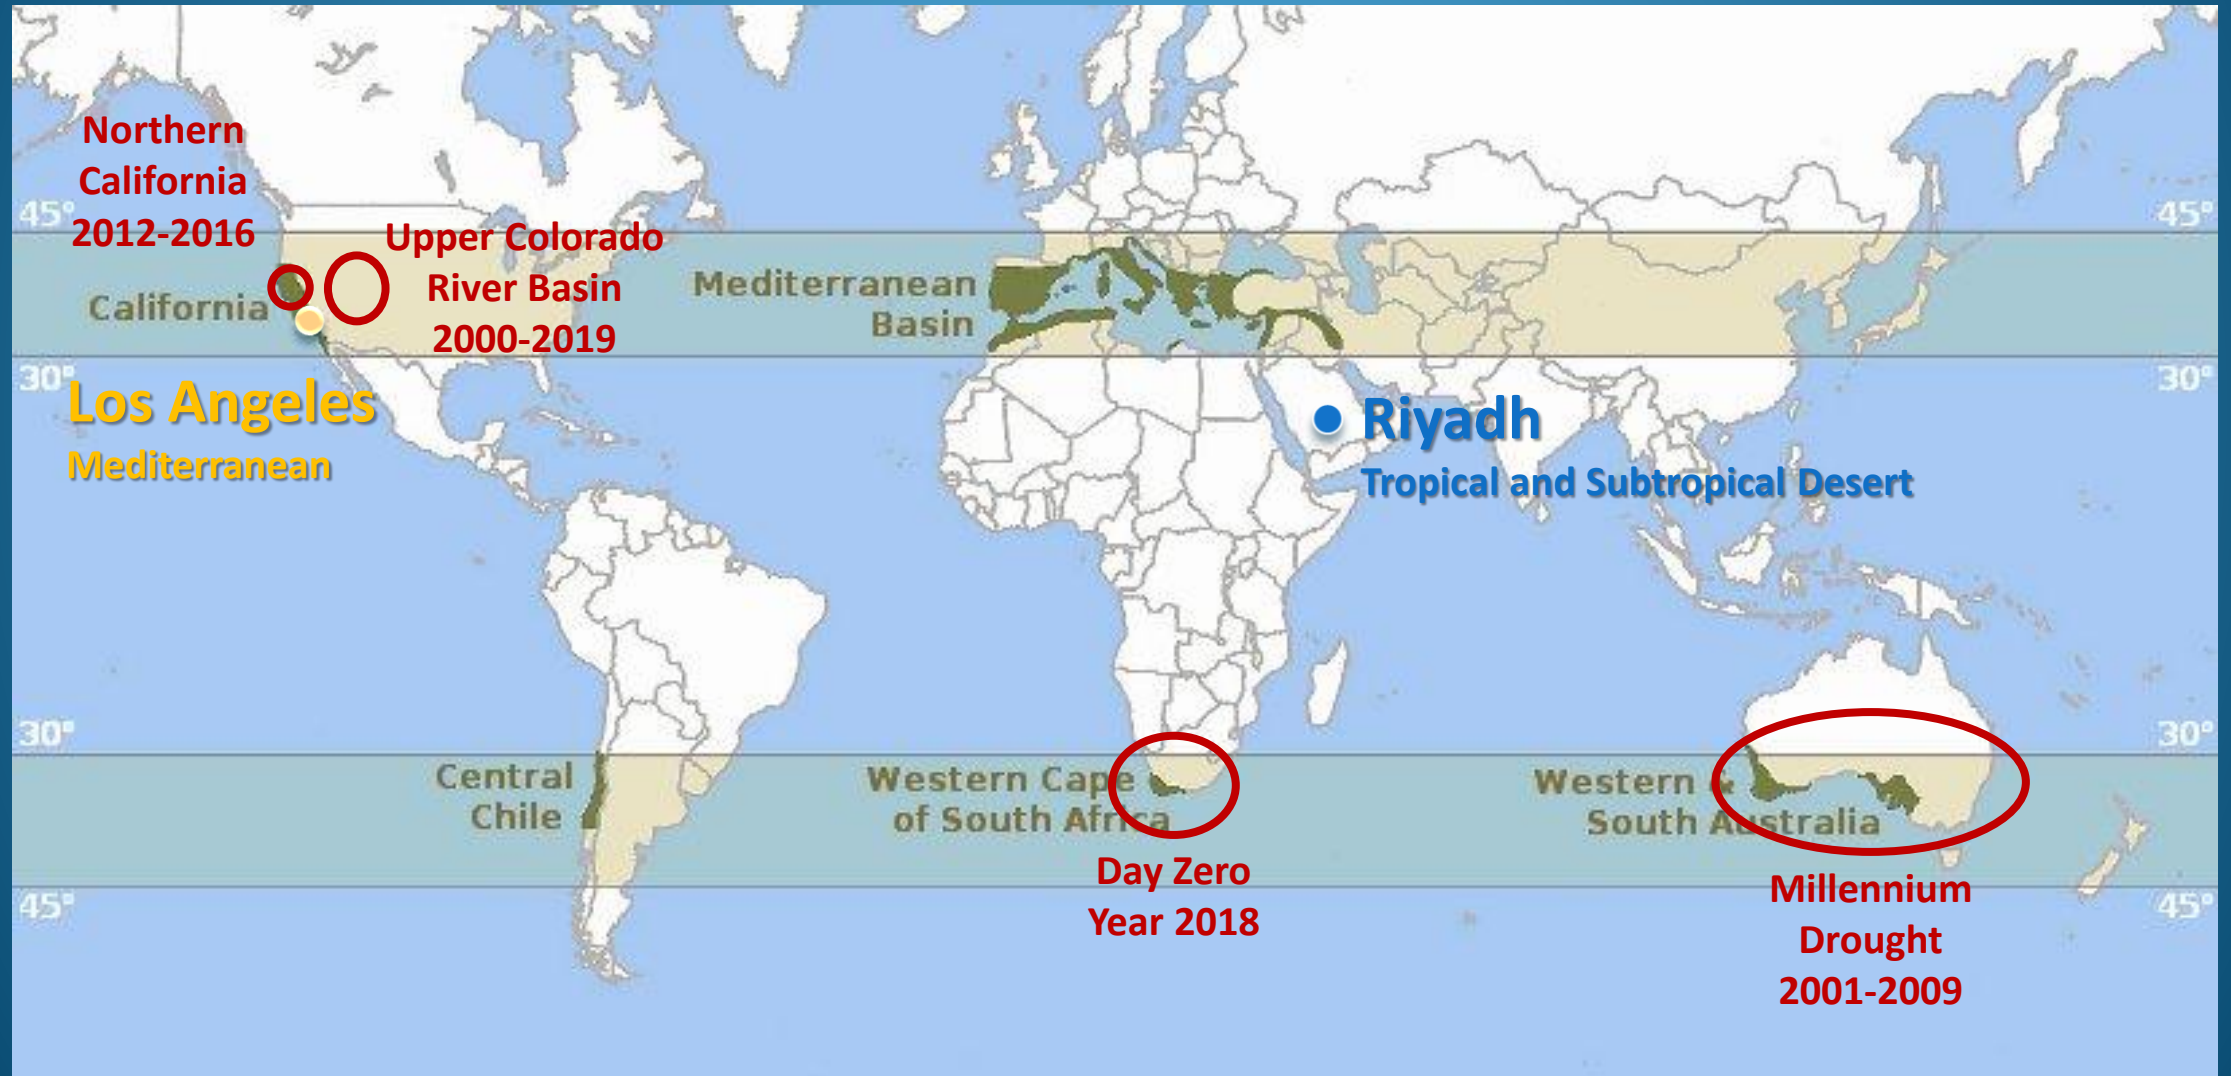 Northern
California
2012-2016
45°
45°
Upper Colorado
River Basin
2000-2019
California
Mediterranean
Basin
30°
30°
Los Angeles
Mediterranean
Riyadh
Tropical and Subtropical Desert
30°
30°
Central
Chile
Western Cape
of South Africa
Western &
South Australia
Day Zero
Year 2018
45°
45°
Millennium
Drought
2001-2009